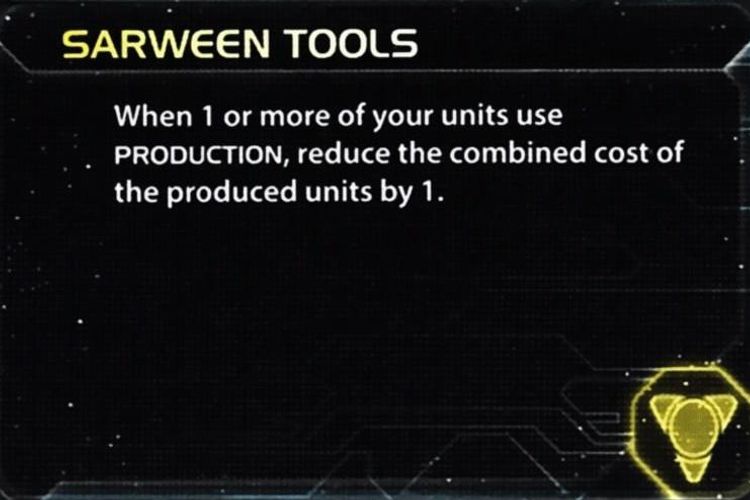 SARWEEN TOOLS
When 1 or more of your units use
PRODUCTION, reduce the combined cost of
the produced units by 1.